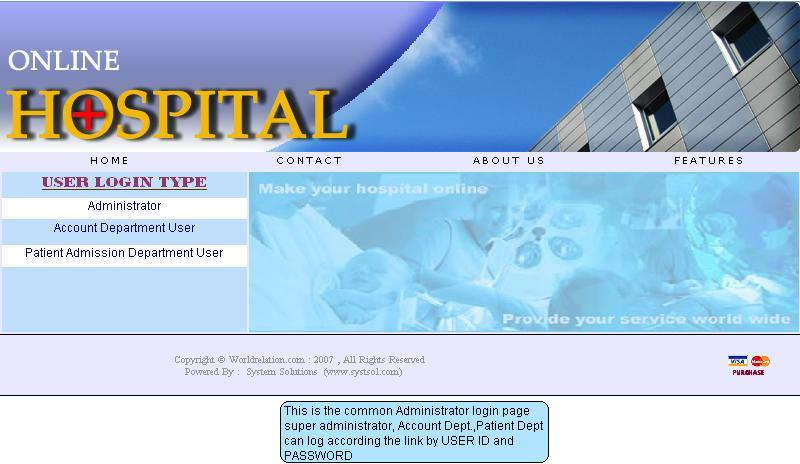 ONLINE
HOSPITAL
HOME CONTACT ABOUT US FEATURES
USER LOGIN TYPE
Administrator
Account Department User
Patient Admission Department User
Make your hospital online
Provide your service world wide
Copyright © Worldrelation.com : 2007 , All Rights Reserved
Powered By : System Solutions (www.systsol.com)
VISA MasterCard
PURCHASE
This is the common Administrator login page
super administrator, Account Dept.,Patient Dept
can log according the link by USER ID and
PASSWORD